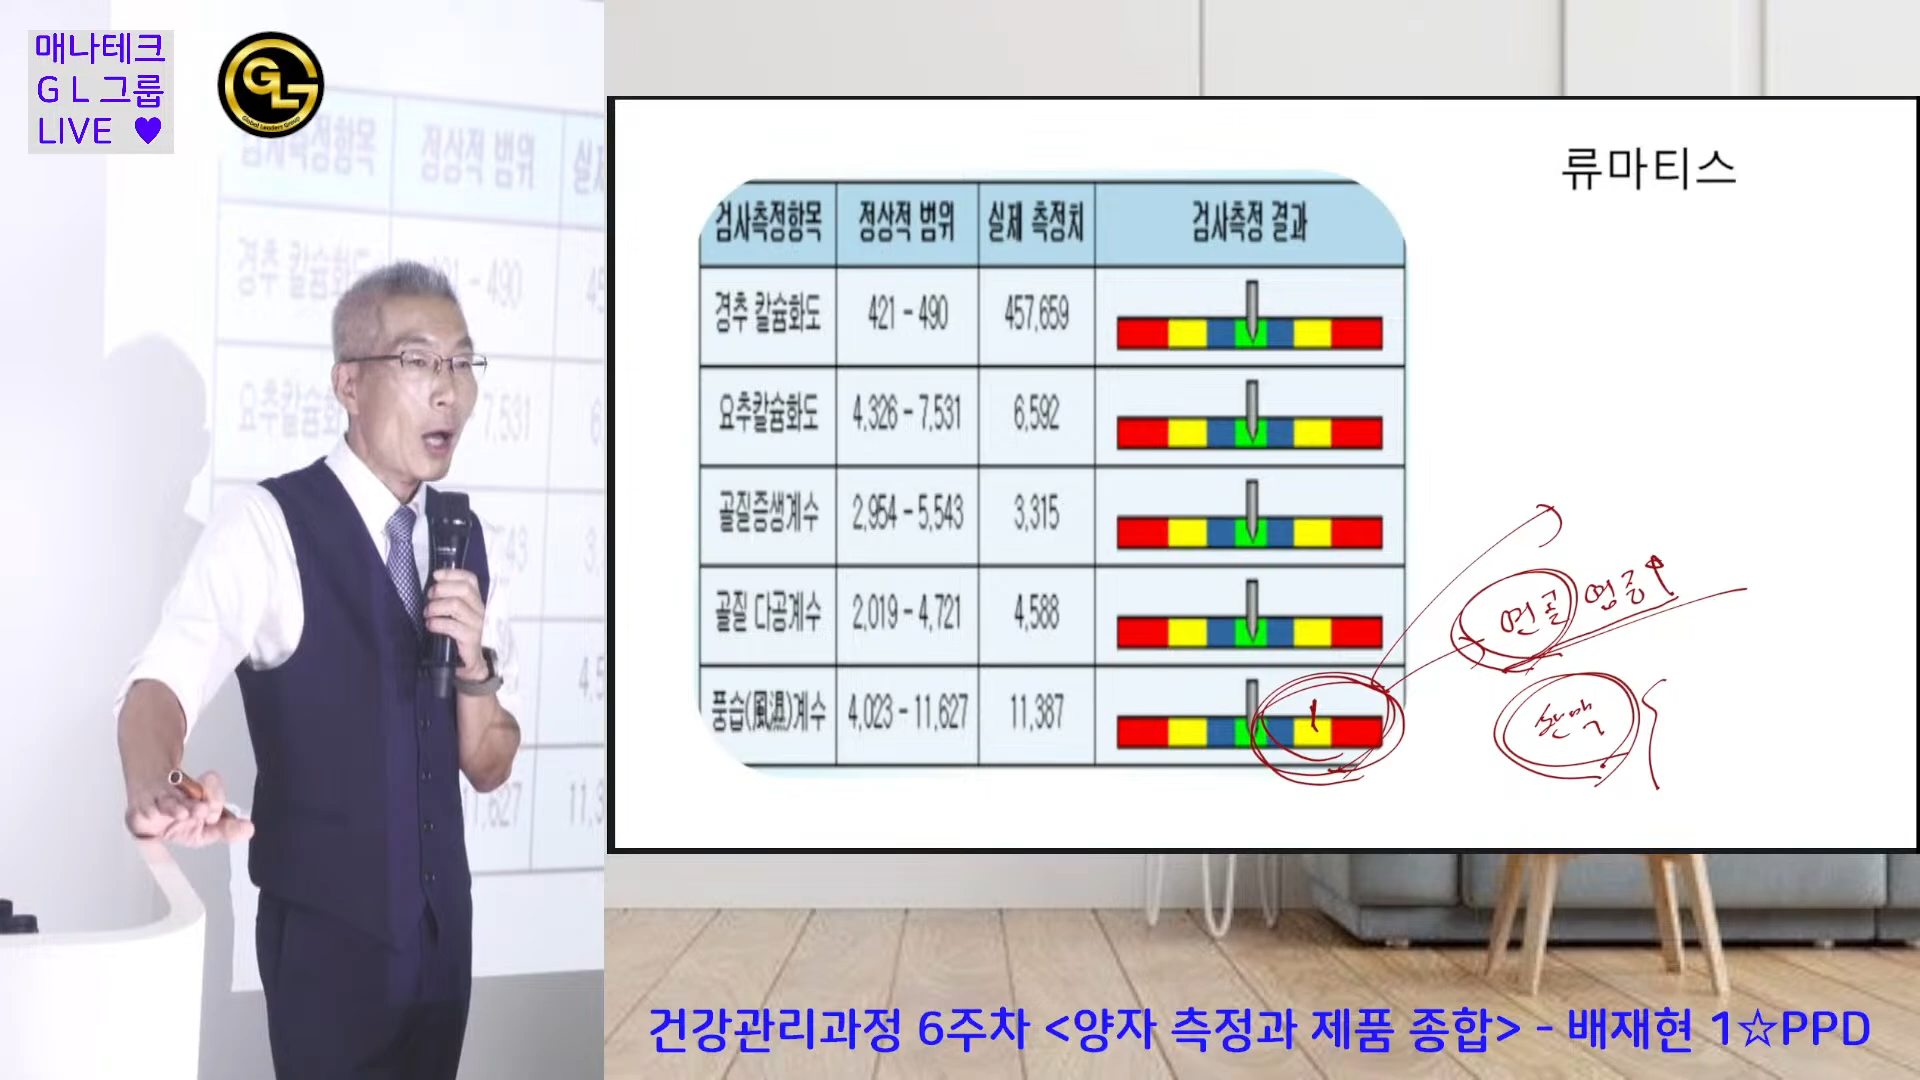 매나테크
G L 그룹
LIVE ♥
GLG
Global Leaders Group
류마티스
검사측정항목 정상적 범위 실제 측정치 검사측정 결과
경추 칼슘화도 421 - 490 457,659
요추칼슘화도 4,326 - 7,531 6,592
골질증생계수 2,954 - 5,543 3,315
골질 다공계수 2,019 - 4,721 4,588
풍습(風濕)계수 4,023 - 11,627 11,387
연골 염증↑
건강관리과정 6주차 <양자 측정과 제품 종합> - 배재현 1☆PPD